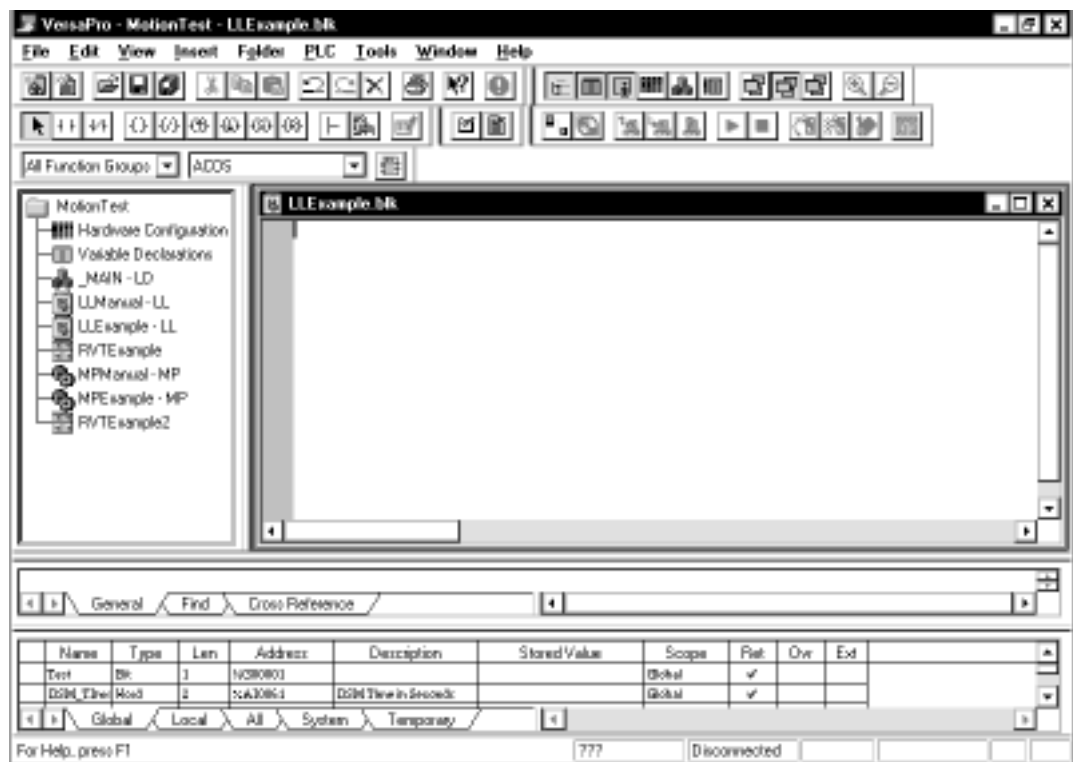 VersaPro - MotionTest - LLExample.blk
File Edit View Insert Folder PLC Tools Window Help
All Function Groups ACOS
MotionTest
Hardware Configuration
Variable Declarations
_MAIN - LD
LLManual - LL
LLExample - LL
RVTExample
MPManual - MP
MPExample - MP
RVTExample2
LLExample.blk
General Find Cross Reference
Name Type Len Address Description Stored Value Scope Ret Ovr Ext
Test Bit 1 Global ✓
Word 2 DSM Time in Seconds Global ✓
Global Local All System Temporary
For Help, press F1 ??? Disconnected